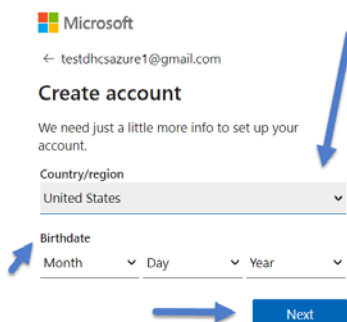 Microsoft
← testdhcsazure1@gmail.com
Create account
We need just a little more info to set up your
account.
Country/region
United States
Birthdate
Month Day Year
Next